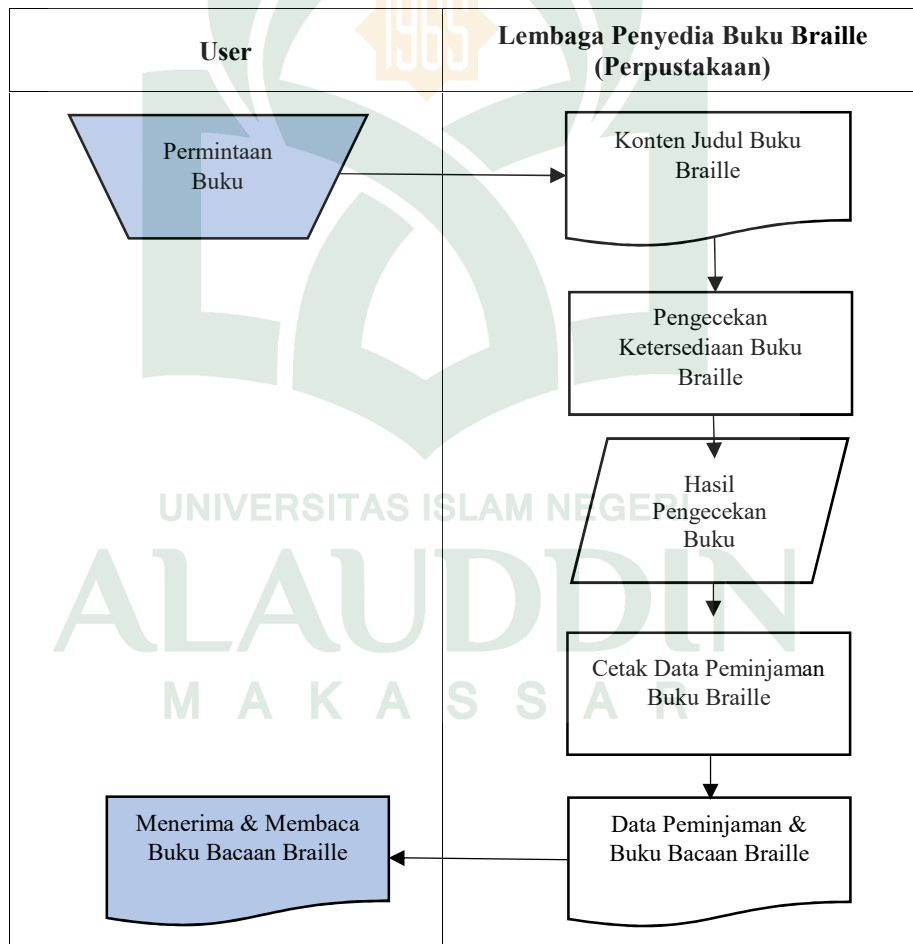 User
Lembaga Penyedia Buku Braille
(Perpustakaan)
1965
Permintaan
Buku
Konten Judul Buku
Braille
Pengecekan
Ketersediaan Buku
Braille
Hasil
Pengecekan
Buku
UNIVERSITAS ISLAM NEGERI
ALAUDDIN
MAKASSAR
Cetak Data Peminjaman
Buku Braille
Menerima & Membaca
Buku Bacaan Braille
Data Peminjaman &
Buku Bacaan Braille